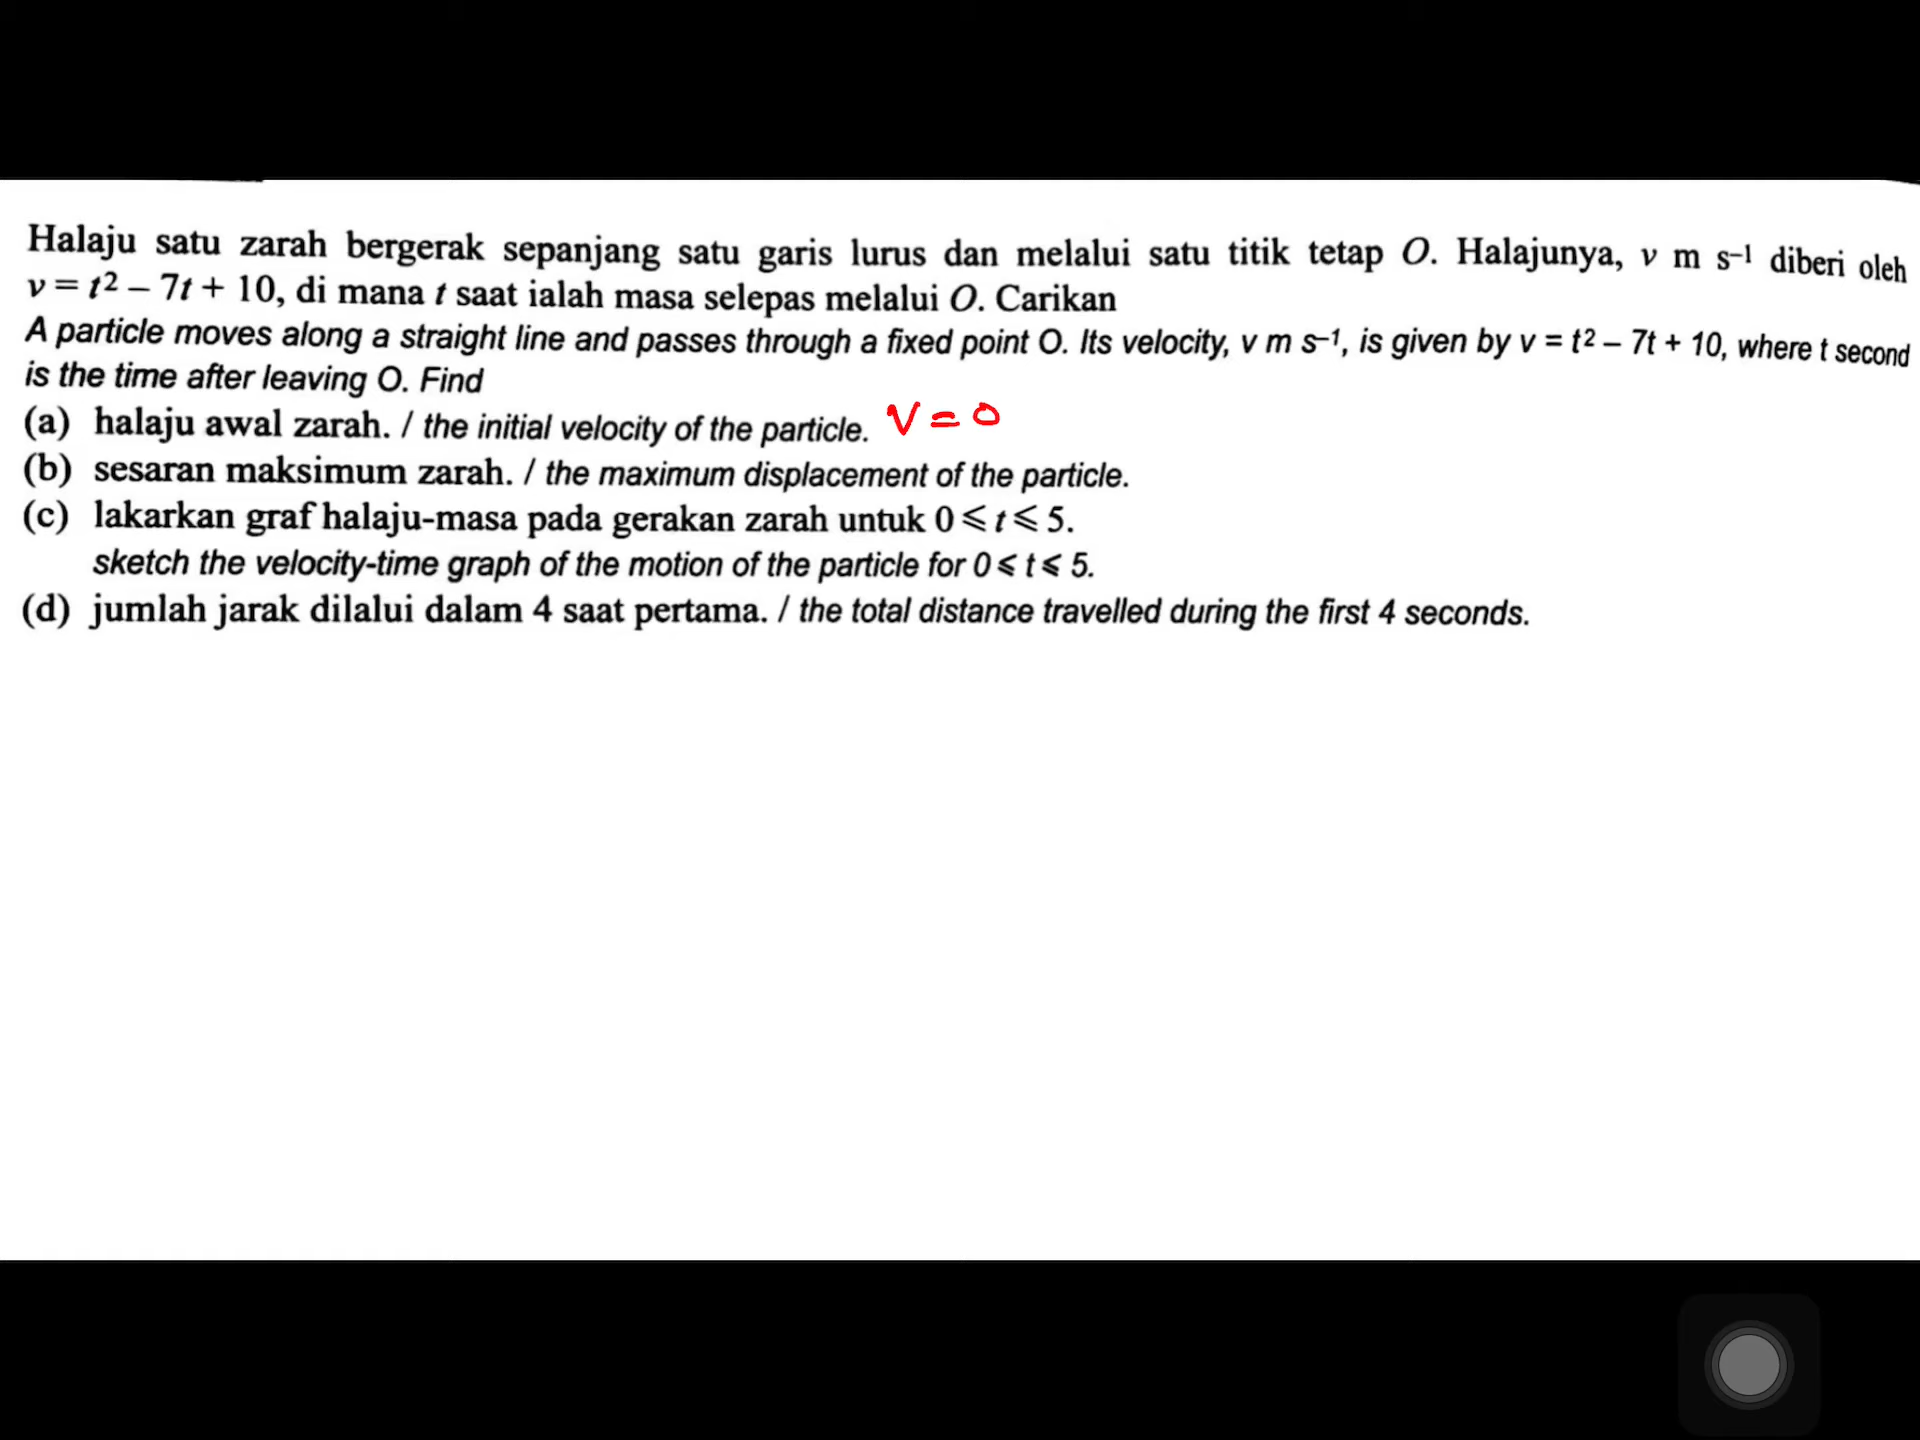 Halaju satu zarah bergerak sepanjang satu garis lurus dan melalui satu titik tetap O. Halajunya, v m s⁻¹ diberi oleh
v = t² – 7t + 10, di mana t saat ialah masa selepas melalui O. Carikan
A particle moves along a straight line and passes through a fixed point O. Its velocity, v m s⁻¹, is given by v = t² – 7t + 10, where t second
is the time after leaving O. Find
(a) halaju awal zarah. / the initial velocity of the particle. V = 0
(b) sesaran maksimum zarah. / the maximum displacement of the particle.
(c) lakarkan graf halaju-masa pada gerakan zarah untuk 0 ⩽ t ⩽ 5.
sketch the velocity-time graph of the motion of the particle for 0 ⩽ t ⩽ 5.
(d) jumlah jarak dilalui dalam 4 saat pertama. / the total distance travelled during the first 4 seconds.